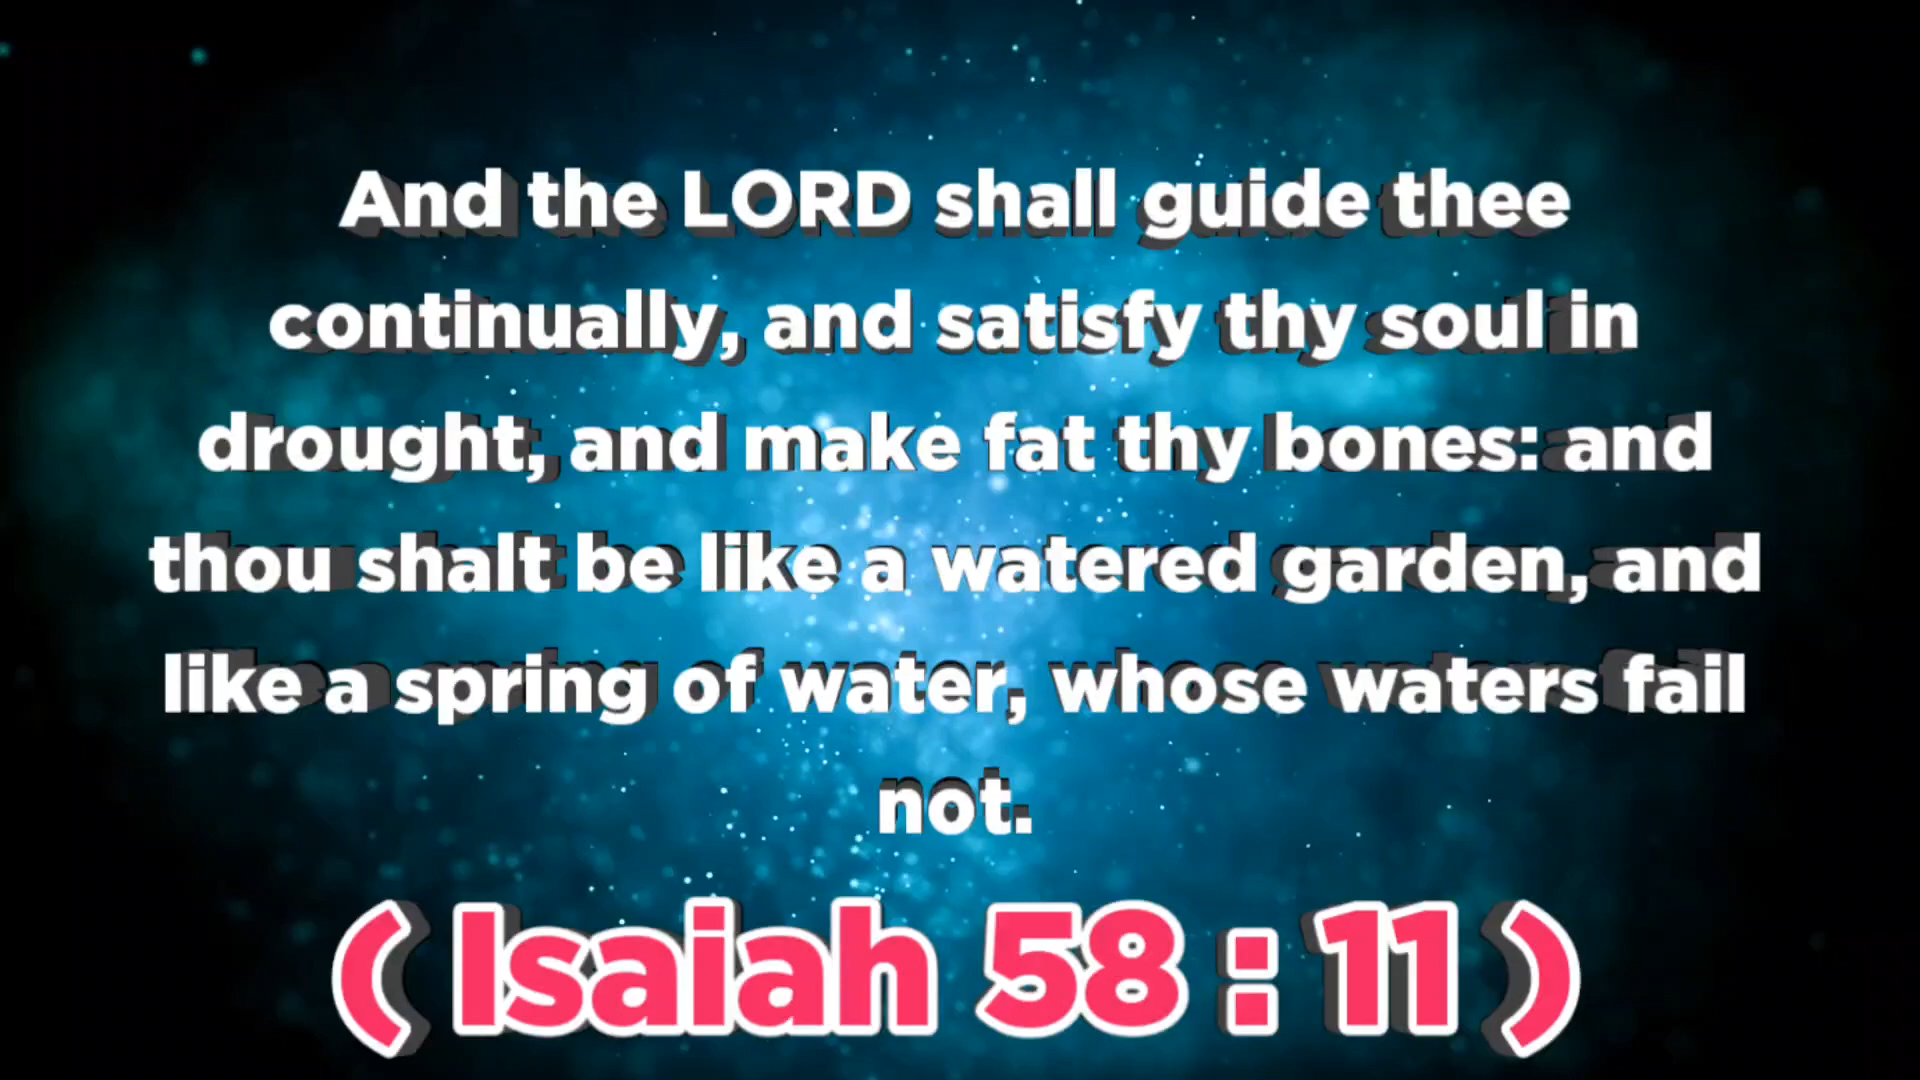 And the LORD shall guide thee
continually, and satisfy thy soul in
drought, and make fat thy bones: and
thou shalt be like a watered garden, and
like a spring of water, whose waters fail
not.
( Isaiah 58 : 11 )